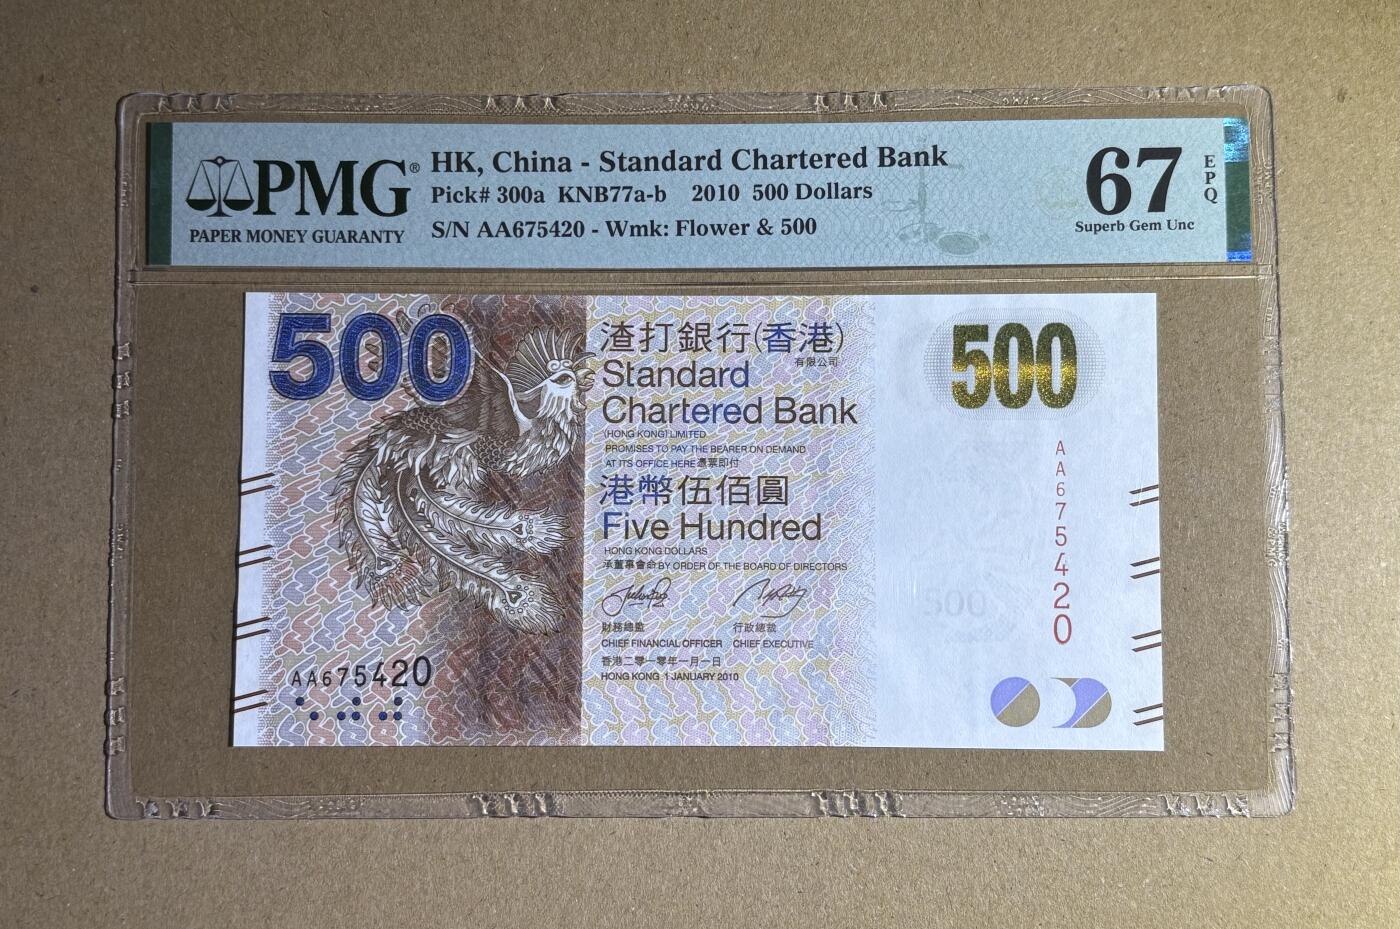 PMG®
PAPER MONEY GUARANTY
HK, China - Standard Chartered Bank
Pick# 300a KNB77a-b 2010 500 Dollars
S/N AA675420 - Wmk: Flower & 500
67
EPQ
Superb Gem Unc
500
渣打銀行(香港)
有限公司
Standard
Chartered Bank
(HONG KONG) LIMITED
PROMISES TO PAY THE BEARER ON DEMAND
AT ITS OFFICE HERE 憑票即付
港幣伍佰圓
Five Hundred
HONG KONG DOLLARS
承董事會命 BY ORDER OF THE BOARD OF DIRECTORS
財務總監 行政總裁
CHIEF FINANCIAL OFFICER CHIEF EXECUTIVE
香港二零一零年一月一日
HONG KONG 1 JANUARY 2010
AA675420
500
AA675420
500